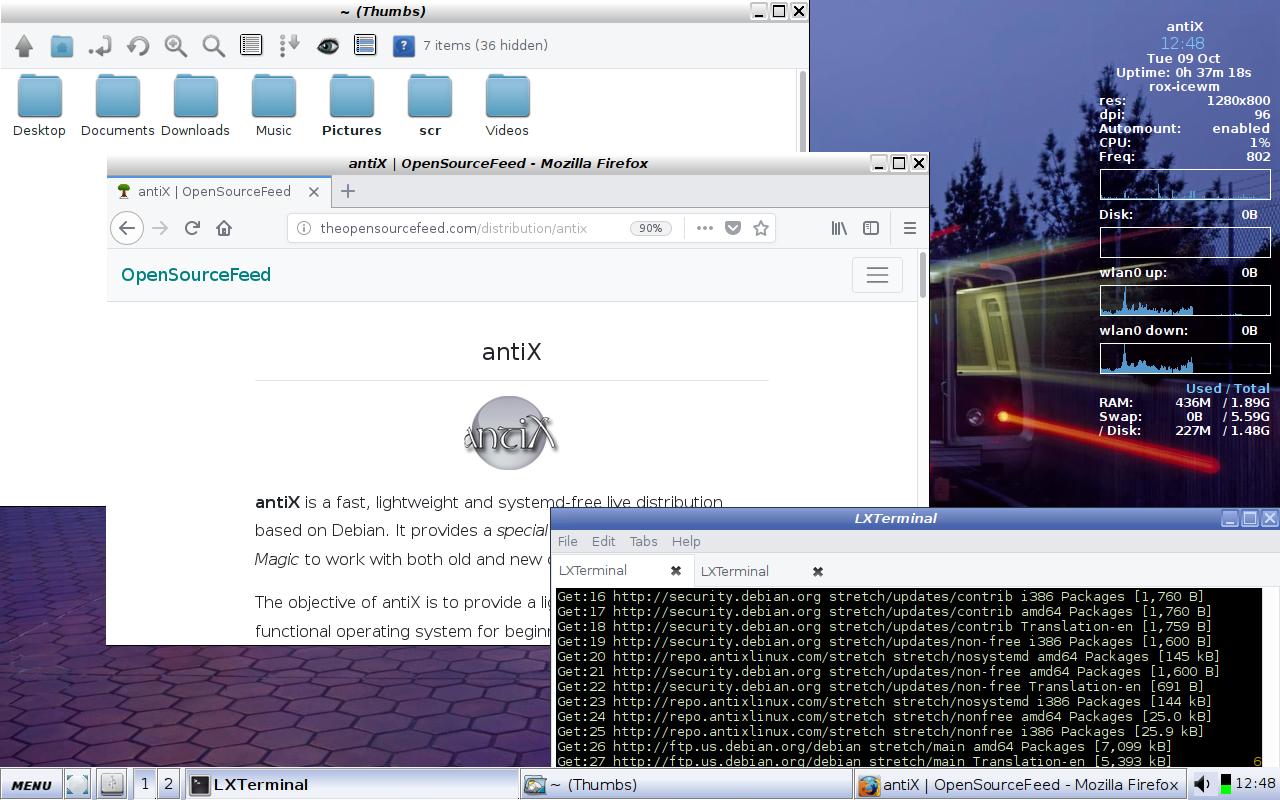 ~ (Thumbs)
7 items (36 hidden)
Desktop Documents Downloads Music Pictures scr Videos
antiX
12:48
Tue 09 Oct
Uptime: 0h 37m 18s
rox-icewm
res: 1280x800
dpi: 96
Automount: enabled
CPU: 1%
Freq: 802
Disk: 0B
wlan0 up: 0B
wlan0 down: 0B
Used / Total
RAM: 436M / 1.89G
Swap: 0B / 5.59G
/ Disk: 227M / 1.48G
antiX | OpenSourceFeed - Mozilla Firefox
antiX | OpenSourceFeed
theopensourcefeed.com/distribution/antix 90%
OpenSourceFeed
antiX
antiX
antiX is a fast, lightweight and systemd-free live distribution
based on Debian. It provides a special
Magic to work with both old and new
The objective of antiX is to provide a
functional operating system for
LXTerminal
File Edit Tabs Help
LXTerminal LXTerminal
Get:16 http://security.debian.org stretch/updates/contrib i386 Packages [1,760 B]
Get:17 http://security.debian.org stretch/updates/contrib amd64 Packages [1,760 B]
Get:18 http://security.debian.org stretch/updates/contrib Translation-en [1,759 B]
Get:19 http://security.debian.org stretch/updates/non-free i386 Packages [1,600 B]
Get:20 http://repo.antixlinux.com/stretch stretch/nosystemd amd64 Packages [145 kB]
Get:21 http://security.debian.org stretch/updates/non-free amd64 Packages [1,600 B]
Get:22 http://security.debian.org stretch/updates/non-free Translation-en [691 B]
Get:23 http://repo.antixlinux.com/stretch stretch/nosystemd i386 Packages [144 kB]
Get:24 http://repo.antixlinux.com/stretch stretch/nonfree amd64 Packages [25.0 kB]
Get:25 http://repo.antixlinux.com/stretch stretch/nonfree i386 Packages [25.9 kB]
Get:26 http://ftp.us.debian.org/debian stretch/main amd64 Packages [7,099 kB]
Get:27 http://ftp.us.debian.org/debian stretch/main Translation-en [5,393 kB]
6
MENU 1 2 LXTerminal ~ (Thumbs) antiX | OpenSourceFeed - Mozilla Firefox 12:48